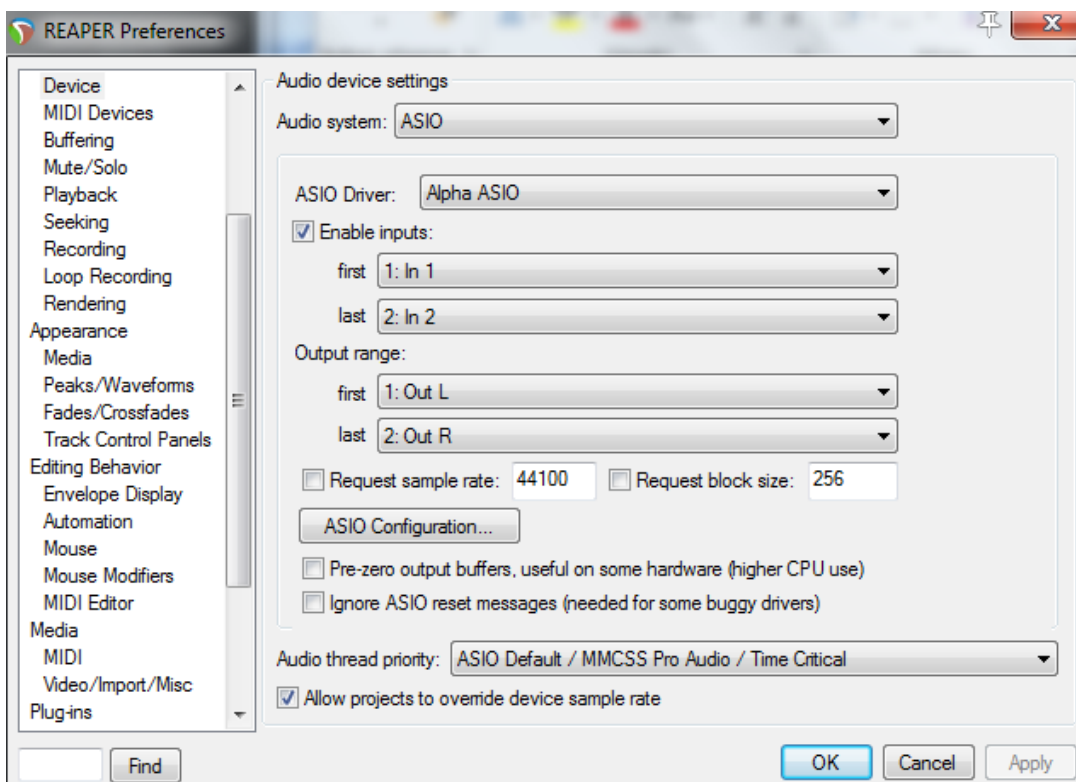 REAPER Preferences
Device
MIDI Devices
Buffering
Mute/Solo
Playback
Seeking
Recording
Loop Recording
Rendering
Appearance
Media
Peaks/Waveforms
Fades/Crossfades
Track Control Panels
Editing Behavior
Envelope Display
Automation
Mouse
Mouse Modifiers
MIDI Editor
Media
MIDI
Video/Import/Misc
Plug-ins
Find
Audio device settings
Audio system: ASIO
ASIO Driver: Alpha ASIO
Enable inputs:
first 1: In 1
last 2: In 2
Output range:
first 1: Out L
last 2: Out R
Request sample rate: 44100 Request block size: 256
ASIO Configuration...
Pre-zero output buffers, useful on some hardware (higher CPU use)
Ignore ASIO reset messages (needed for some buggy drivers)
Audio thread priority: ASIO Default / MMCSS Pro Audio / Time Critical
Allow projects to override device sample rate
OK Cancel Apply